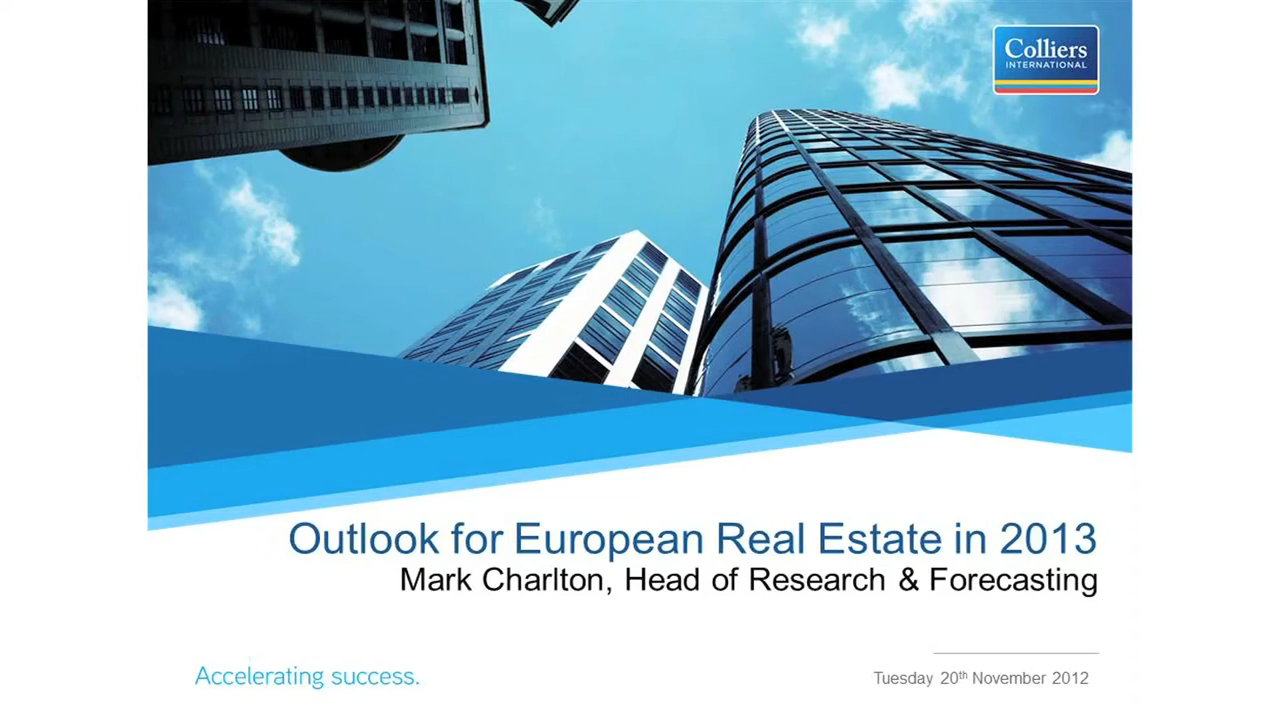 Colliers
INTERNATIONAL
Outlook for European Real Estate in 2013
Mark Charlton, Head of Research & Forecasting
Accelerating success.
Tuesday 20th November 2012